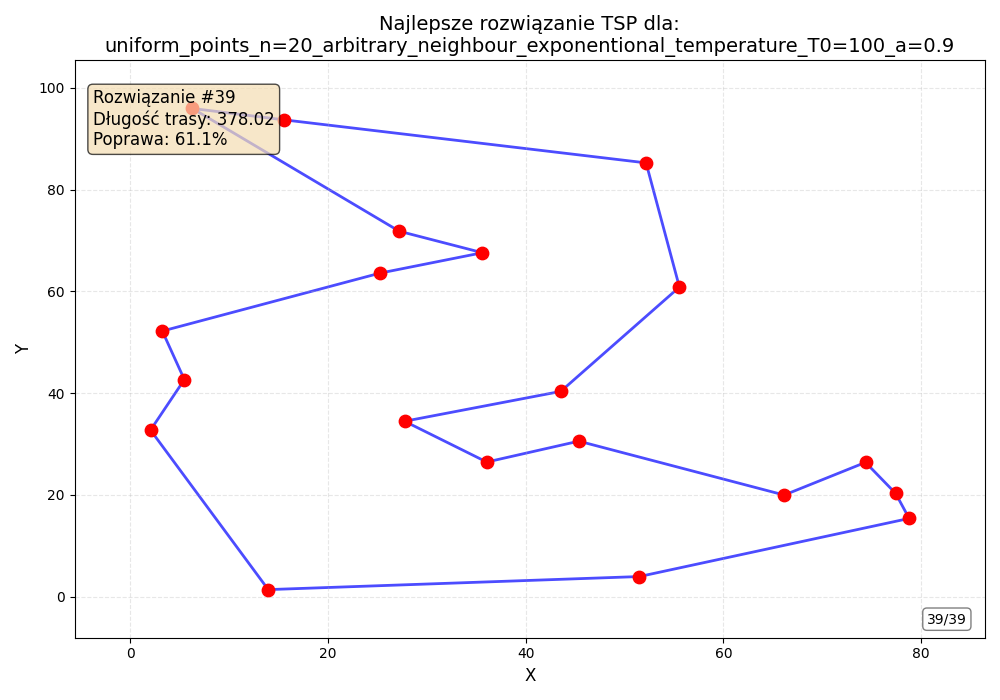 Najlepsze rozwiązanie TSP dla:
uniform_points_n=20_arbitrary_neighbour_exponentional_temperature_T0=100_a=0.9
Rozwiązanie #39
Długość trasy: 378.02
Poprawa: 61.1%
100
80
60
40
20
0
Y
39/39
0 20 40 60 80
X